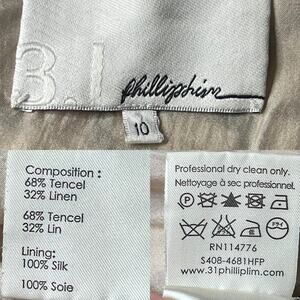 3.1
phillip lim
10
Composition :
68% Tencel
32% Linen
68% Tencel
32% Lin
Lining:
100% Silk
100% Soie
Professional dry clean only.
Nettoyage à sec professionnel.
P
RN114776
S408-4681HFP
www.31philliplim.com